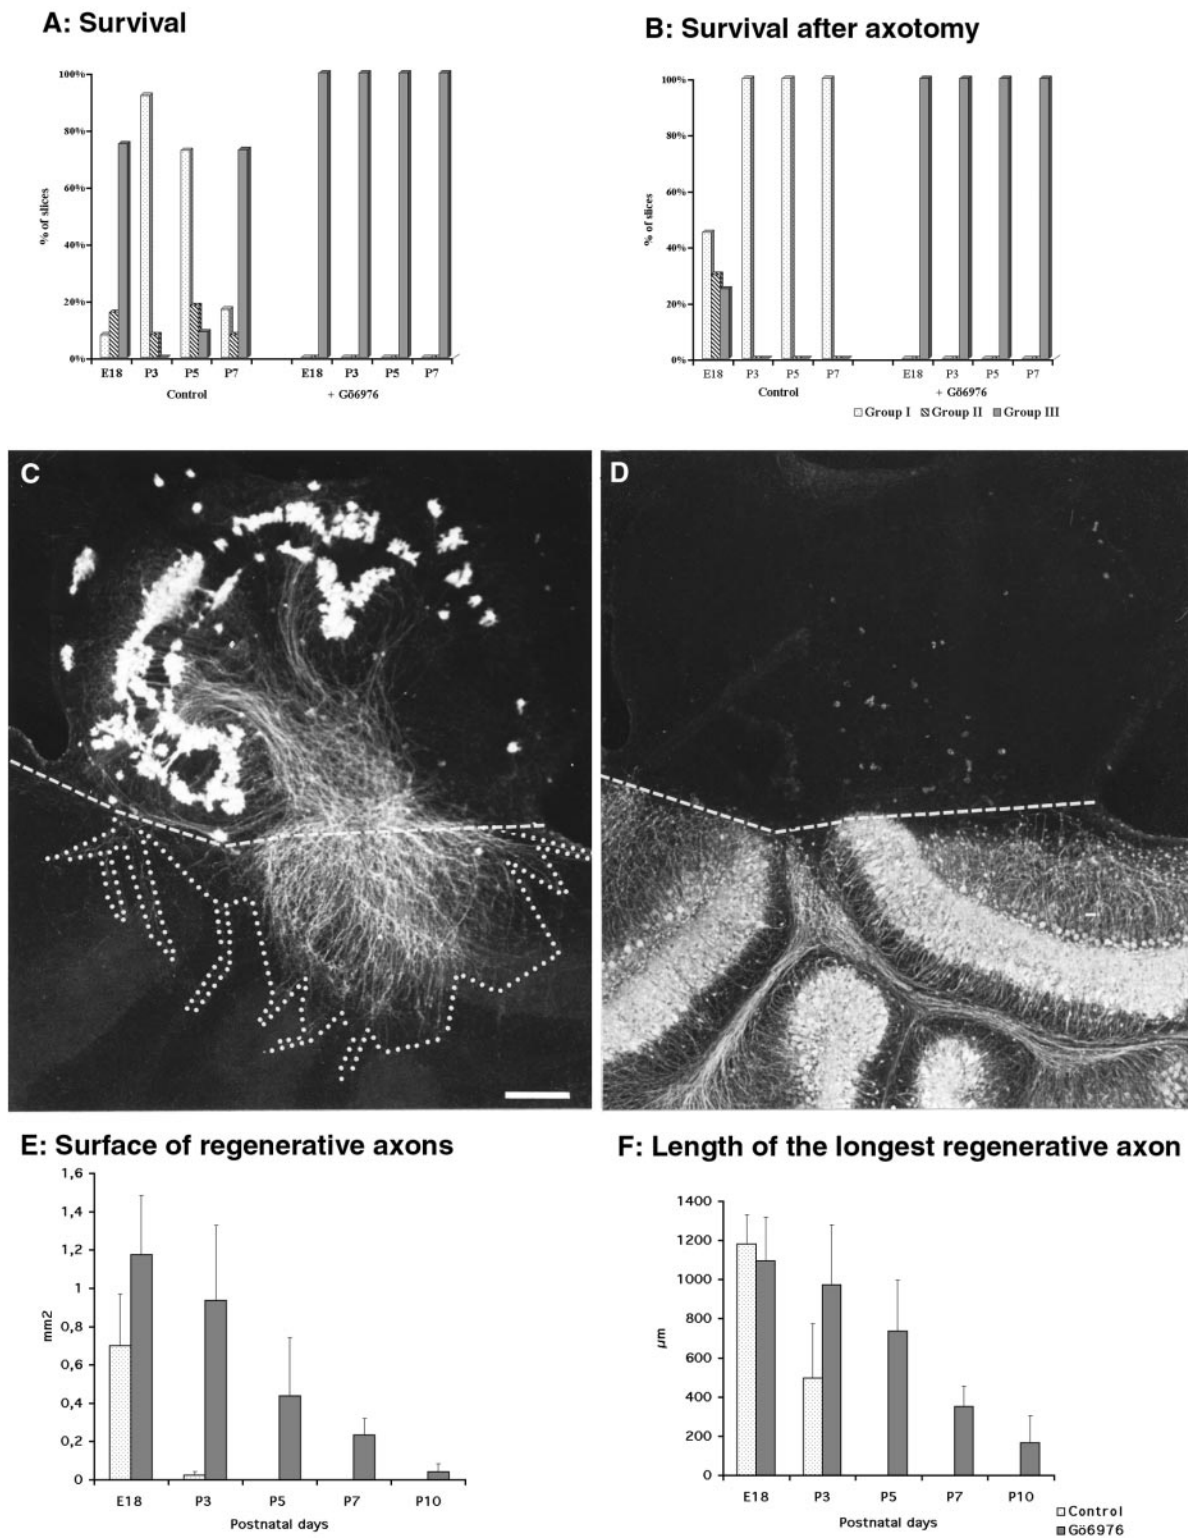 A: Survival
B: Survival after axotomy
100%
80%
60%
40%
20%
0%
% of slices
E18 P3 P5 P7 E18 P3 P5 P7
Control + Gö6976
100%
80%
60%
40%
20%
0%
% of slices
E18 P3 P5 P7 E18 P3 P5 P7
Control + Gö6976
Group I Group II Group III
C
D
E: Surface of regenerative axons
F: Length of the longest regenerative axon
1,6
1,4
1,2
1
0,8
0,6
0,4
0,2
0
mm2
E18 P3 P5 P7 P10
Postnatal days
1400
1200
1000
800
600
400
200
0
µm
E18 P3 P5 P7 P10
Postnatal days
Control
Gö6976